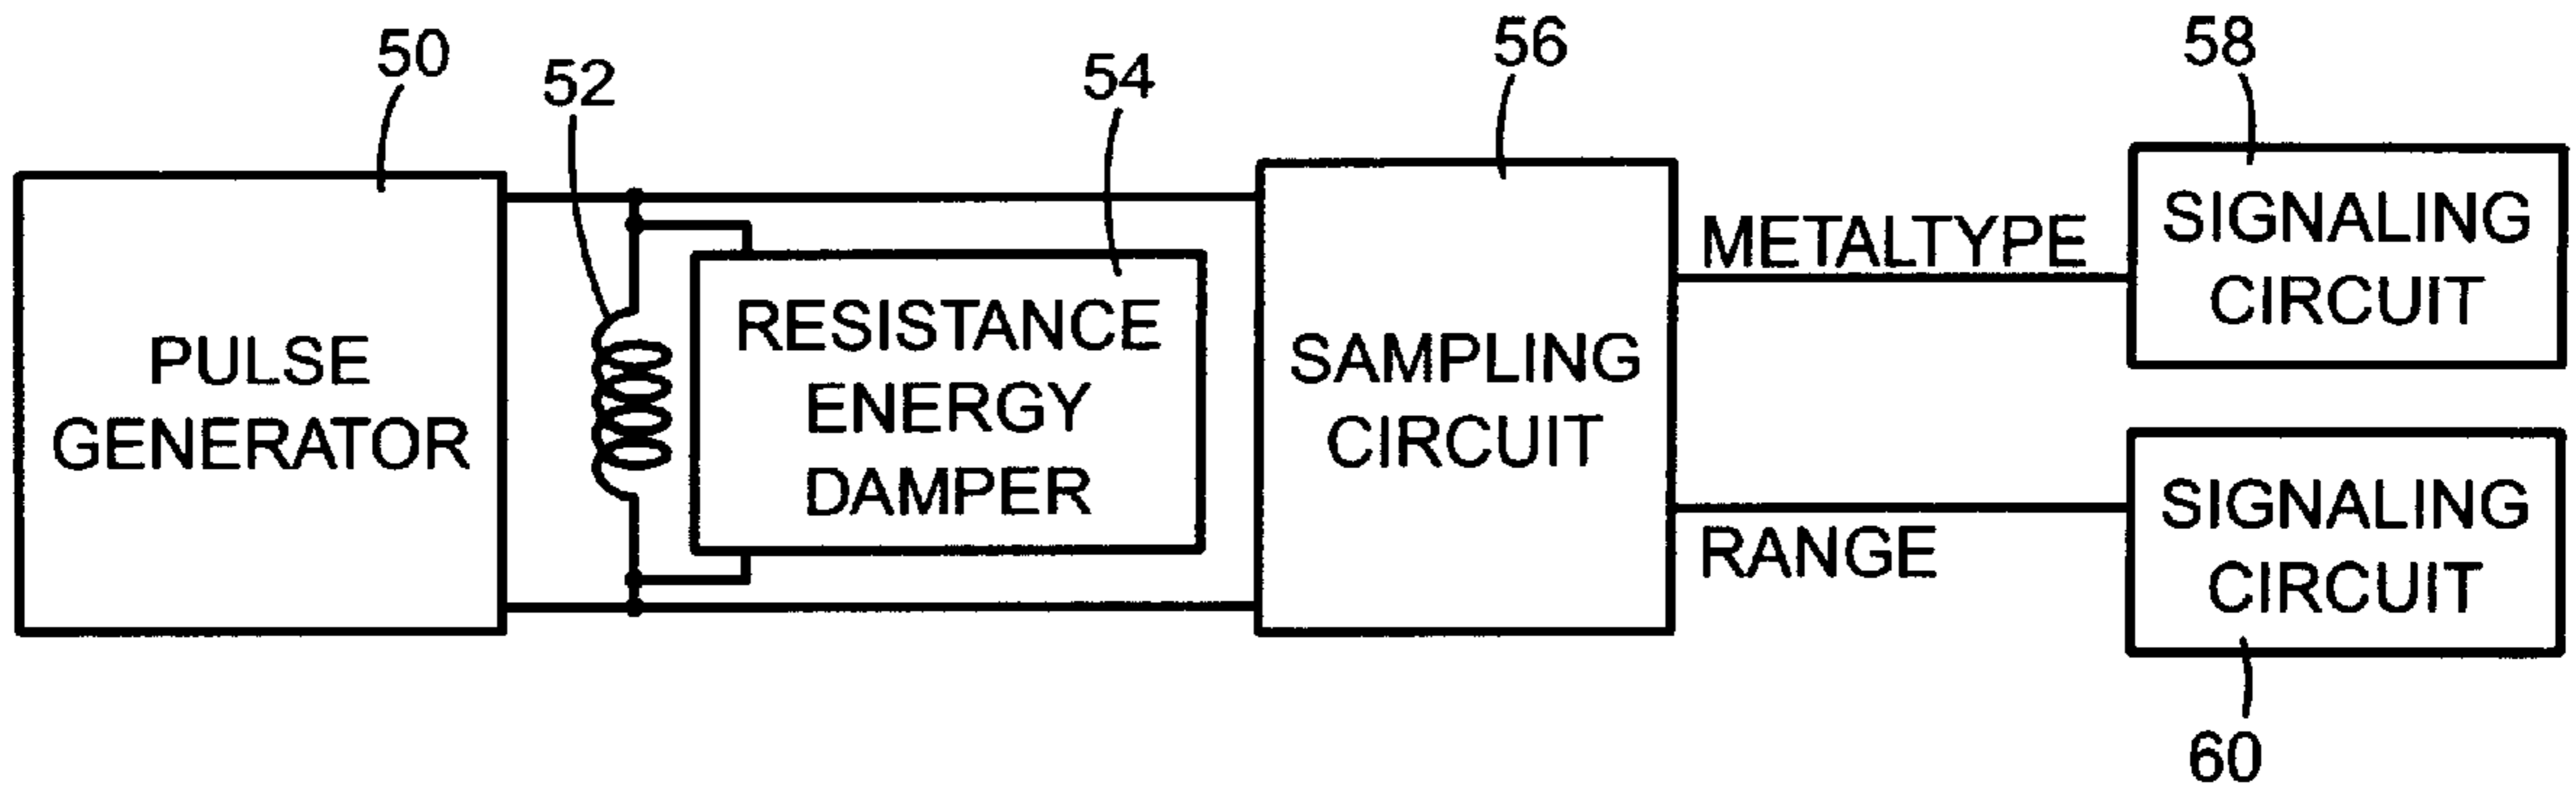 50
52
54
56
58
PULSE
GENERATOR
RESISTANCE
ENERGY
DAMPER
SAMPLING
CIRCUIT
METALTYPE
RANGE
SIGNALING
CIRCUIT
SIGNALING
CIRCUIT
60